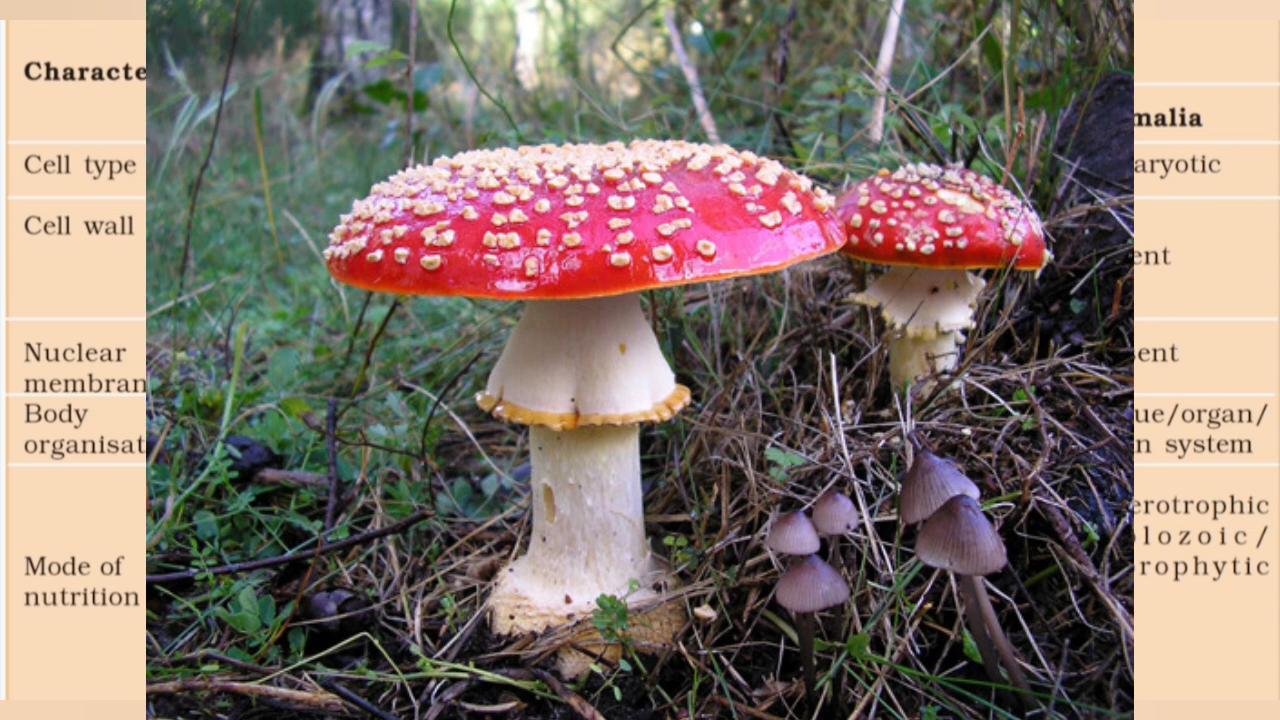 Characte
malia
Cell type
aryotic
Cell wall
ent
Nuclear
membran
sent
Body
organisat
ue/organ/
n system
Mode of
nutrition
erotrophic
lozoic/
rophytic